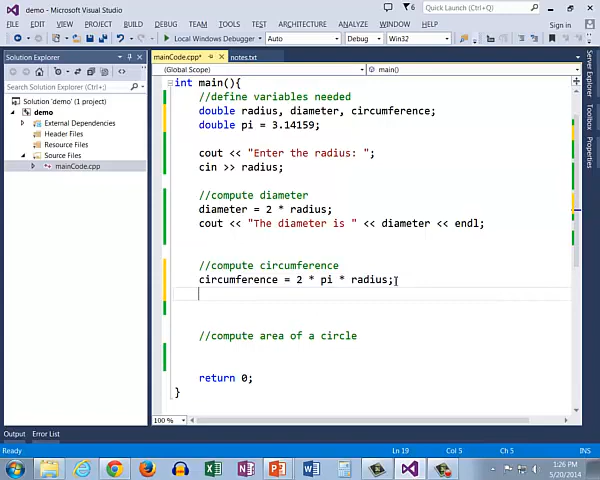 demo - Microsoft Visual Studio
6
Quick Launch (Ctrl+Q)
FILE EDIT VIEW PROJECT BUILD DEBUG TEAM TOOLS TEST ARCHITECTURE ANALYZE WINDOW HELP
Sign in
Local Windows Debugger Auto Debug Win32
Solution Explorer
mainCode.cpp* notes.txt
(Global Scope) main()
Search Solution Explorer (Ctrl+;)
Solution 'demo' (1 project)
demo
External Dependencies
Header Files
Resource Files
Source Files
mainCode.cpp
int main(){
//define variables needed
double radius, diameter, circumference;
double pi = 3.14159;
cout << "Enter the radius: ";
cin >> radius;
//compute diameter
diameter = 2 * radius;
cout << "The diameter is " << diameter << endl;
//compute circumference
circumference = 2 * pi * radius;
//compute area of a circle
return 0;
}
Server Explorer
Toolbox
Properties
100 %
Output Error List
Ready Ln 19 Col 5 Ch 5 INS
1:26 PM
5/20/2014